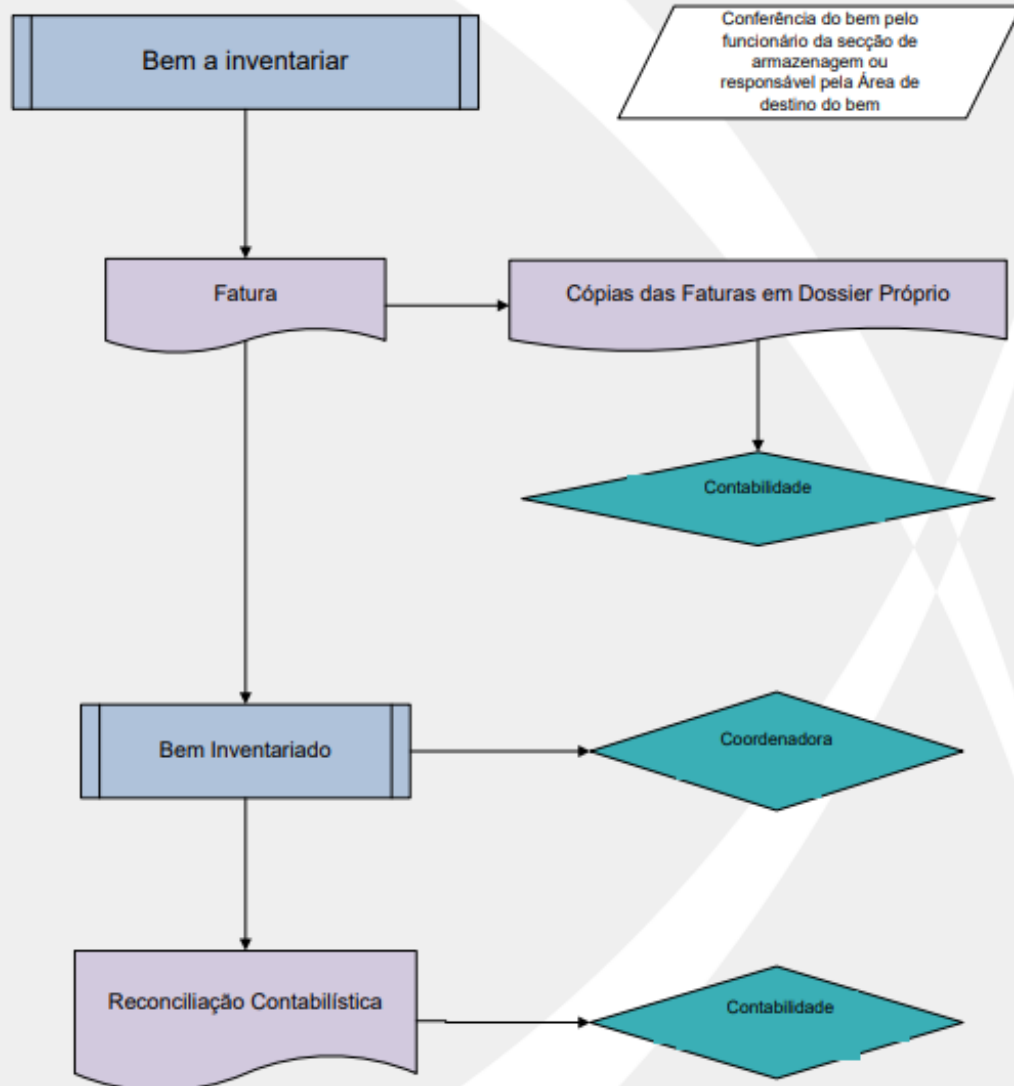 Bem a inventariar
Conferência do bem pelo
funcionário da secção de
armazenagem ou
responsável pela Área de
destino do bem
Fatura
Cópias das Faturas em Dossier Próprio
Contabilidade
Bem Inventariado
Coordenadora
Reconciliação Contabilística
Contabilidade